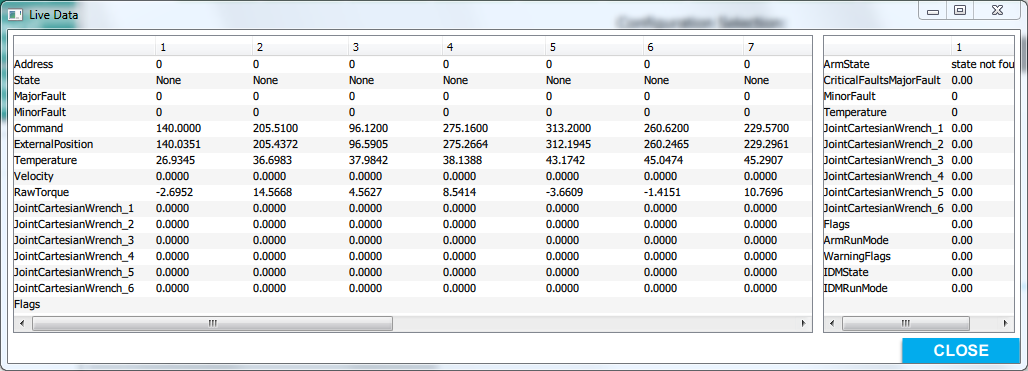 Live Data
Configuration Selection:
1 2 3 4 5 6 7
Address 0 0 0 0 0 0 0
State None None None None None None None
MajorFault 0 0 0 0 0 0 0
MinorFault 0 0 0 0 0 0 0
Command 140.0000 205.5100 96.1200 275.1600 313.2000 260.6200 229.5700
ExternalPosition 140.0351 205.4372 96.5905 275.2664 312.1945 260.2465 229.2961
Temperature 26.9345 36.6983 37.9842 38.1388 43.1742 45.0474 45.2907
Velocity 0.0000 0.0000 0.0000 0.0000 0.0000 0.0000 0.0000
RawTorque -2.6952 14.5668 4.5627 8.5414 -3.6609 -1.4151 10.7696
JointCartesianWrench_1 0.0000 0.0000 0.0000 0.0000 0.0000 0.0000 0.0000
JointCartesianWrench_2 0.0000 0.0000 0.0000 0.0000 0.0000 0.0000 0.0000
JointCartesianWrench_3 0.0000 0.0000 0.0000 0.0000 0.0000 0.0000 0.0000
JointCartesianWrench_4 0.0000 0.0000 0.0000 0.0000 0.0000 0.0000 0.0000
JointCartesianWrench_5 0.0000 0.0000 0.0000 0.0000 0.0000 0.0000 0.0000
JointCartesianWrench_6 0.0000 0.0000 0.0000 0.0000 0.0000 0.0000 0.0000
Flags
1
ArmState state not fou
CriticalFaultsMajorFault 0.00
MinorFault 0
Temperature 0
JointCartesianWrench_1 0.00
JointCartesianWrench_2 0.00
JointCartesianWrench_3 0.00
JointCartesianWrench_4 0.00
JointCartesianWrench_5 0.00
JointCartesianWrench_6 0.00
Flags 0.00
ArmRunMode 0.00
WarningFlags 0.00
IDMState 0.00
IDMRunMode 0.00
CLOSE